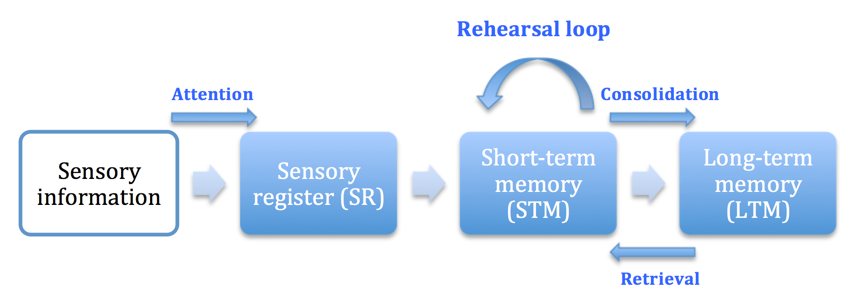 Rehearsal loop
Attention
Consolidation
Sensory
information
Sensory
register (SR)
Short-term
memory
(STM)
Long-term
memory
(LTM)
Retrieval